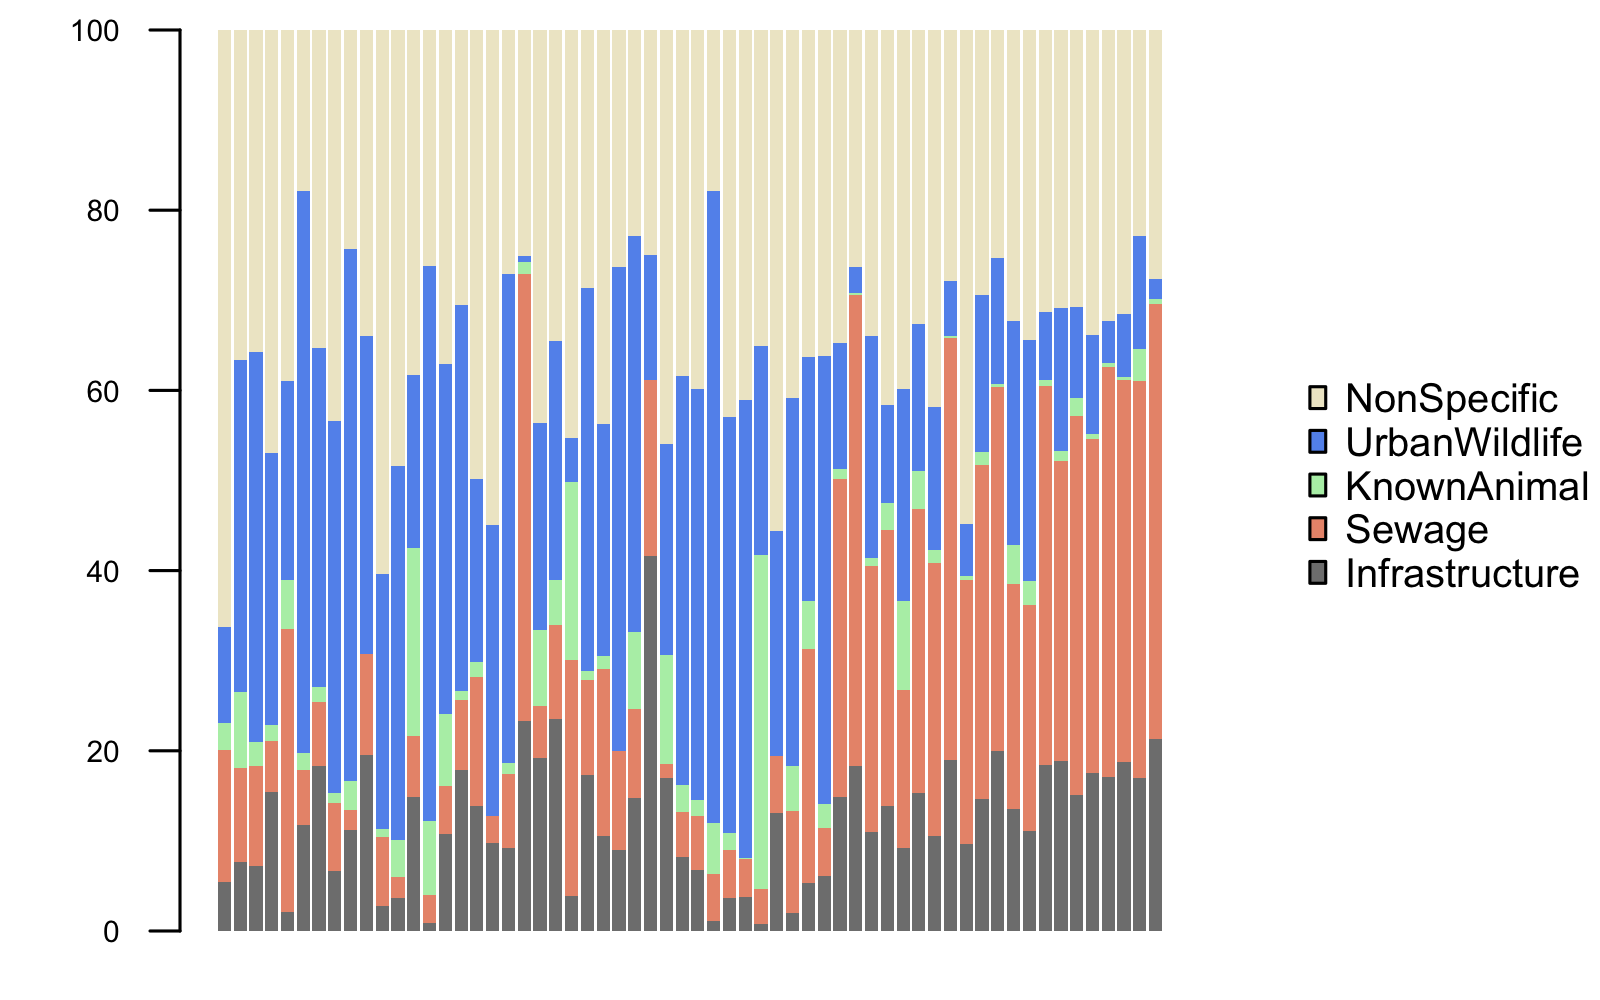 100
80
60
40
20
0
NonSpecific
UrbanWildlife
KnownAnimal
Sewage
Infrastructure